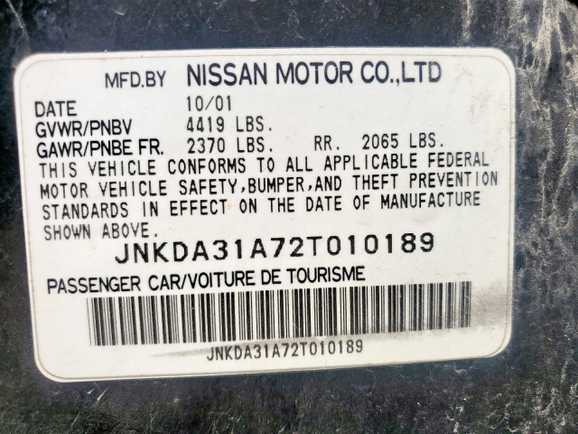 MFD.BY NISSAN MOTOR CO.,LTD
DATE 10/01
GVWR/PNBV 4419 LBS.
GAWR/PNBE FR. 2370 LBS. RR. 2065 LBS.
THIS VEHICLE CONFORMS TO ALL APPLICABLE FEDERAL
MOTOR VEHICLE SAFETY,BUMPER,AND THEFT PREVENTION
STANDARDS IN EFFECT ON THE DATE OF MANUFACTURE
SHOWN ABOVE.
JNKDA31A72T010189
PASSENGER CAR/VOITURE DE TOURISME
JNKDA31A72T010189